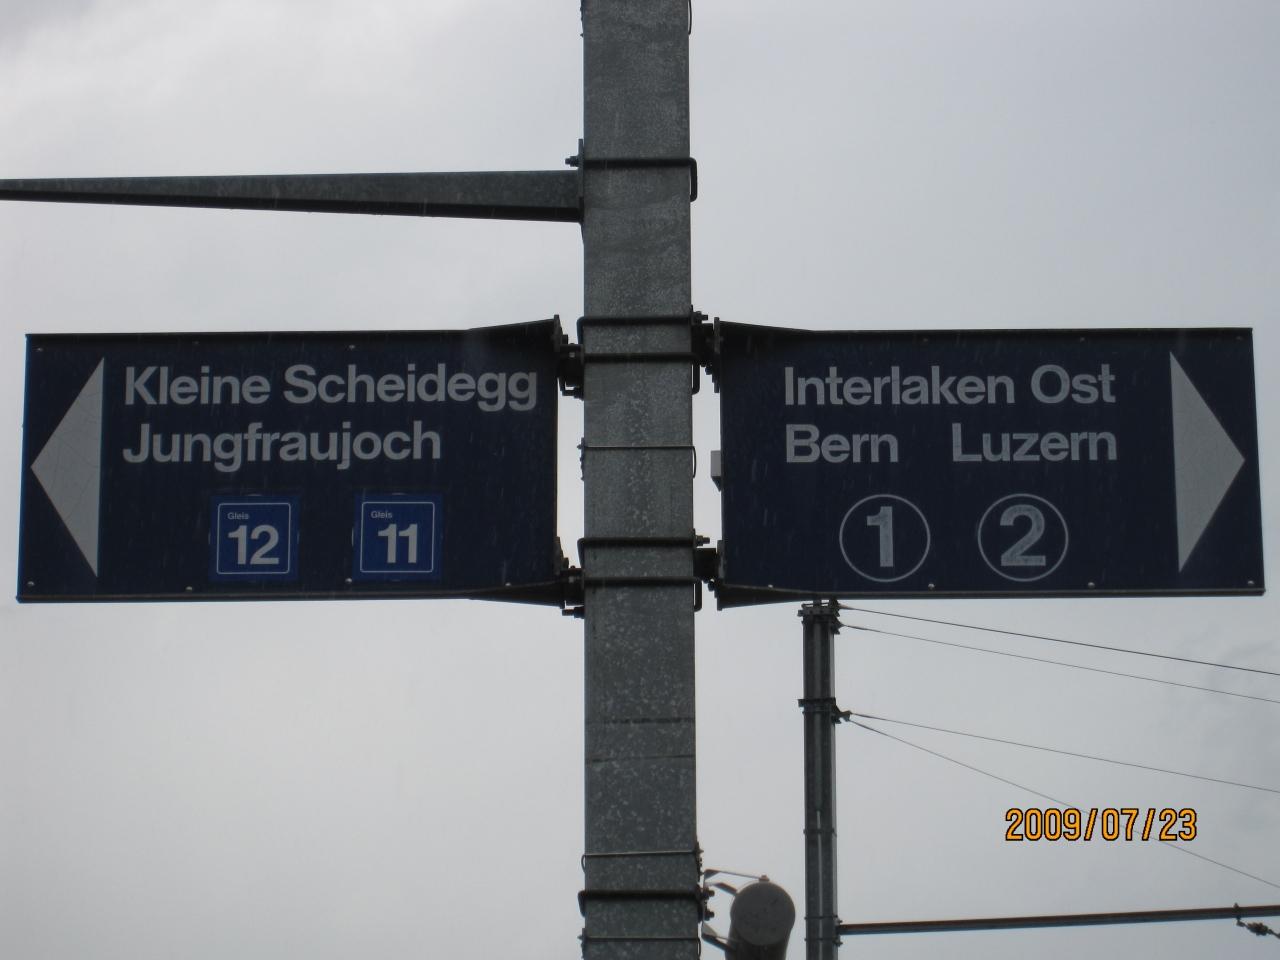 Kleine Scheidegg
Jungfraujoch
Gleis 12 Gleis 11
Interlaken Ost
Bern Luzern
1 2
2009/07/23